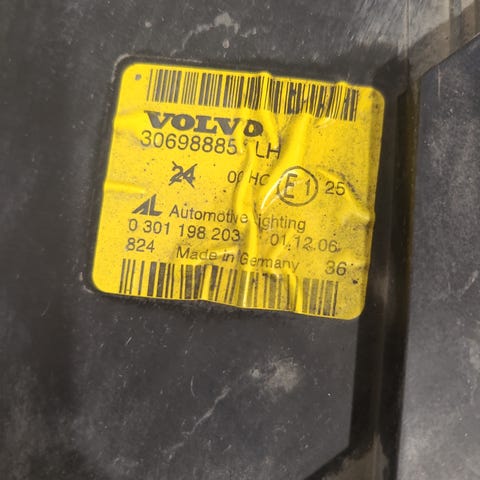 VOLVO
30698885 LH
24 00HC E1 25
AL Automotive Lighting
0 301 198 203 01.12.06
824 Made in Germany 36